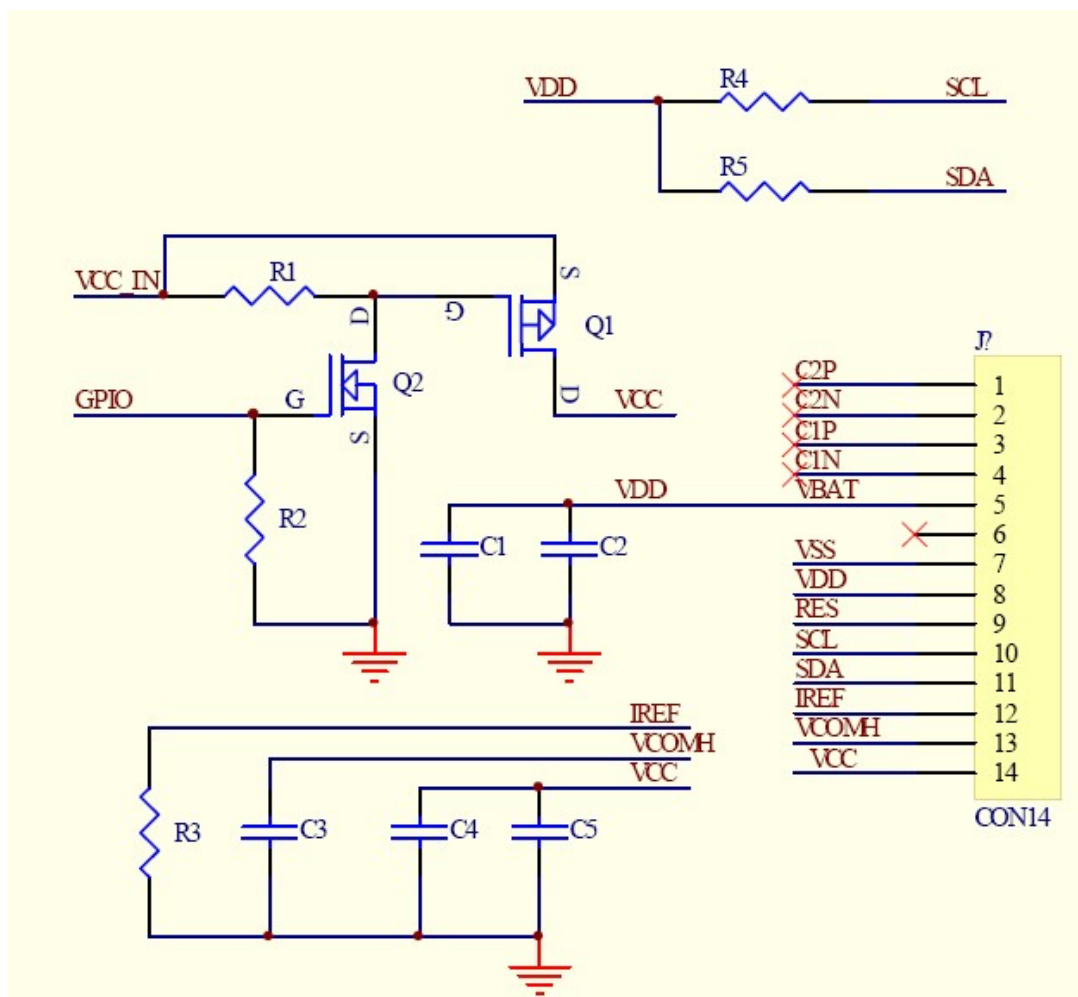 VDD
R4
SCL
R5
SDA
VCC_IN
R1
S
D
G
Q1
GPIO
G
Q2
S
D
VCC
R2
J?
C2P
1
C2N
2
C1P
3
C1N
4
VDD
VBAT
5
6
VSS
7
VDD
8
RES
9
SCL
10
SDA
11
IREF
12
VCOMH
13
VCC
14
CON14
C1
C2
IREF
VCOMH
VCC
R3
C3
C4
C5